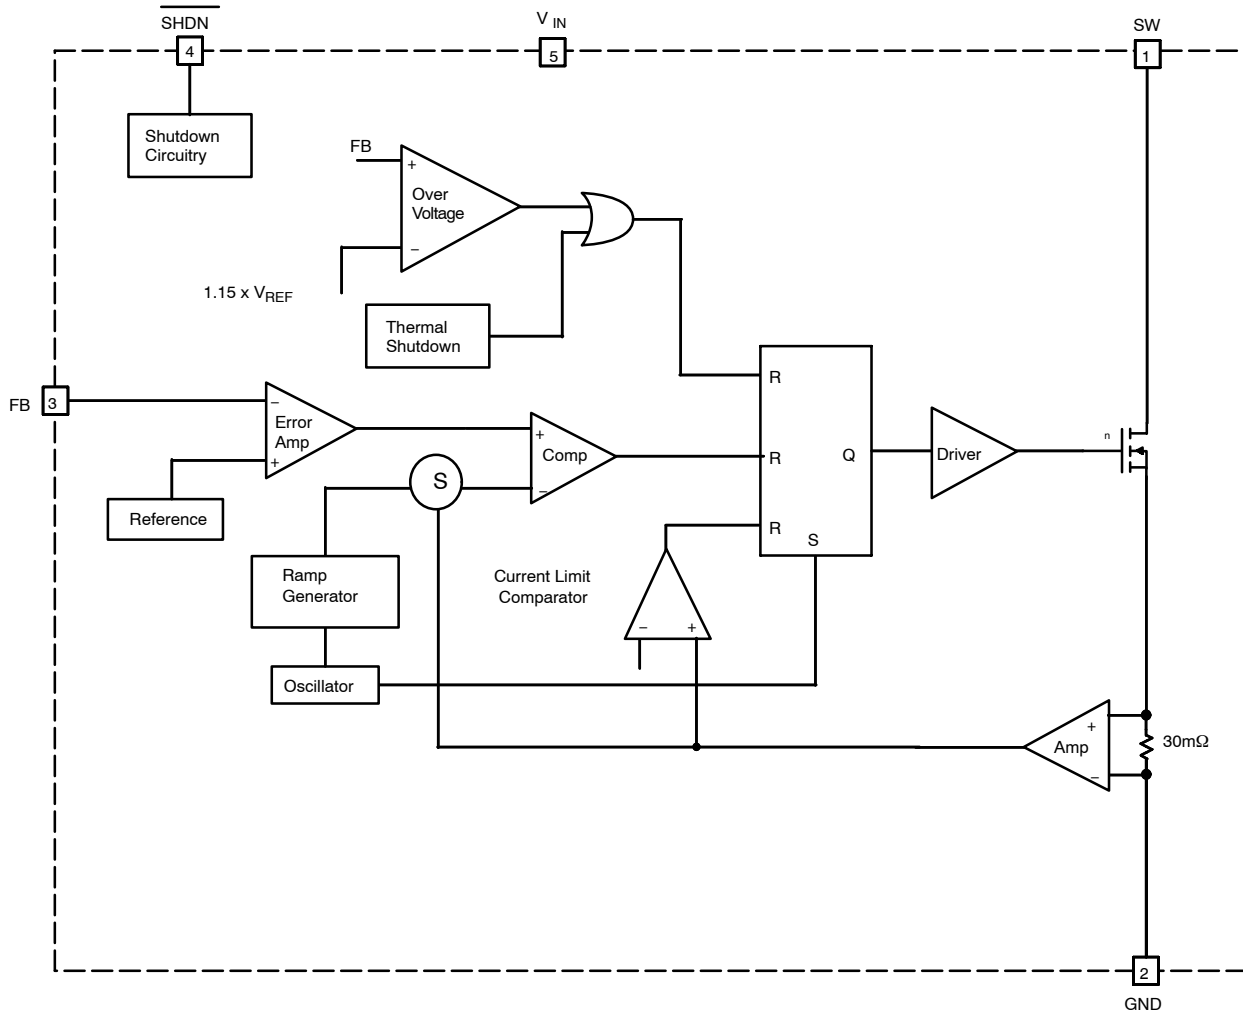 SHDN
V IN
SW
4
5
1
Shutdown
Circuitry
FB
+
Over
Voltage
−
1.15 x VREF
Thermal
Shutdown
R
FB
3
−
Error
Amp
+
+
Comp
−
R
Q
Driver
n
S
Reference
R
S
Ramp
Generator
Current Limit
Comparator
−
+
Oscillator
+
Amp
−
30mΩ
2
GND